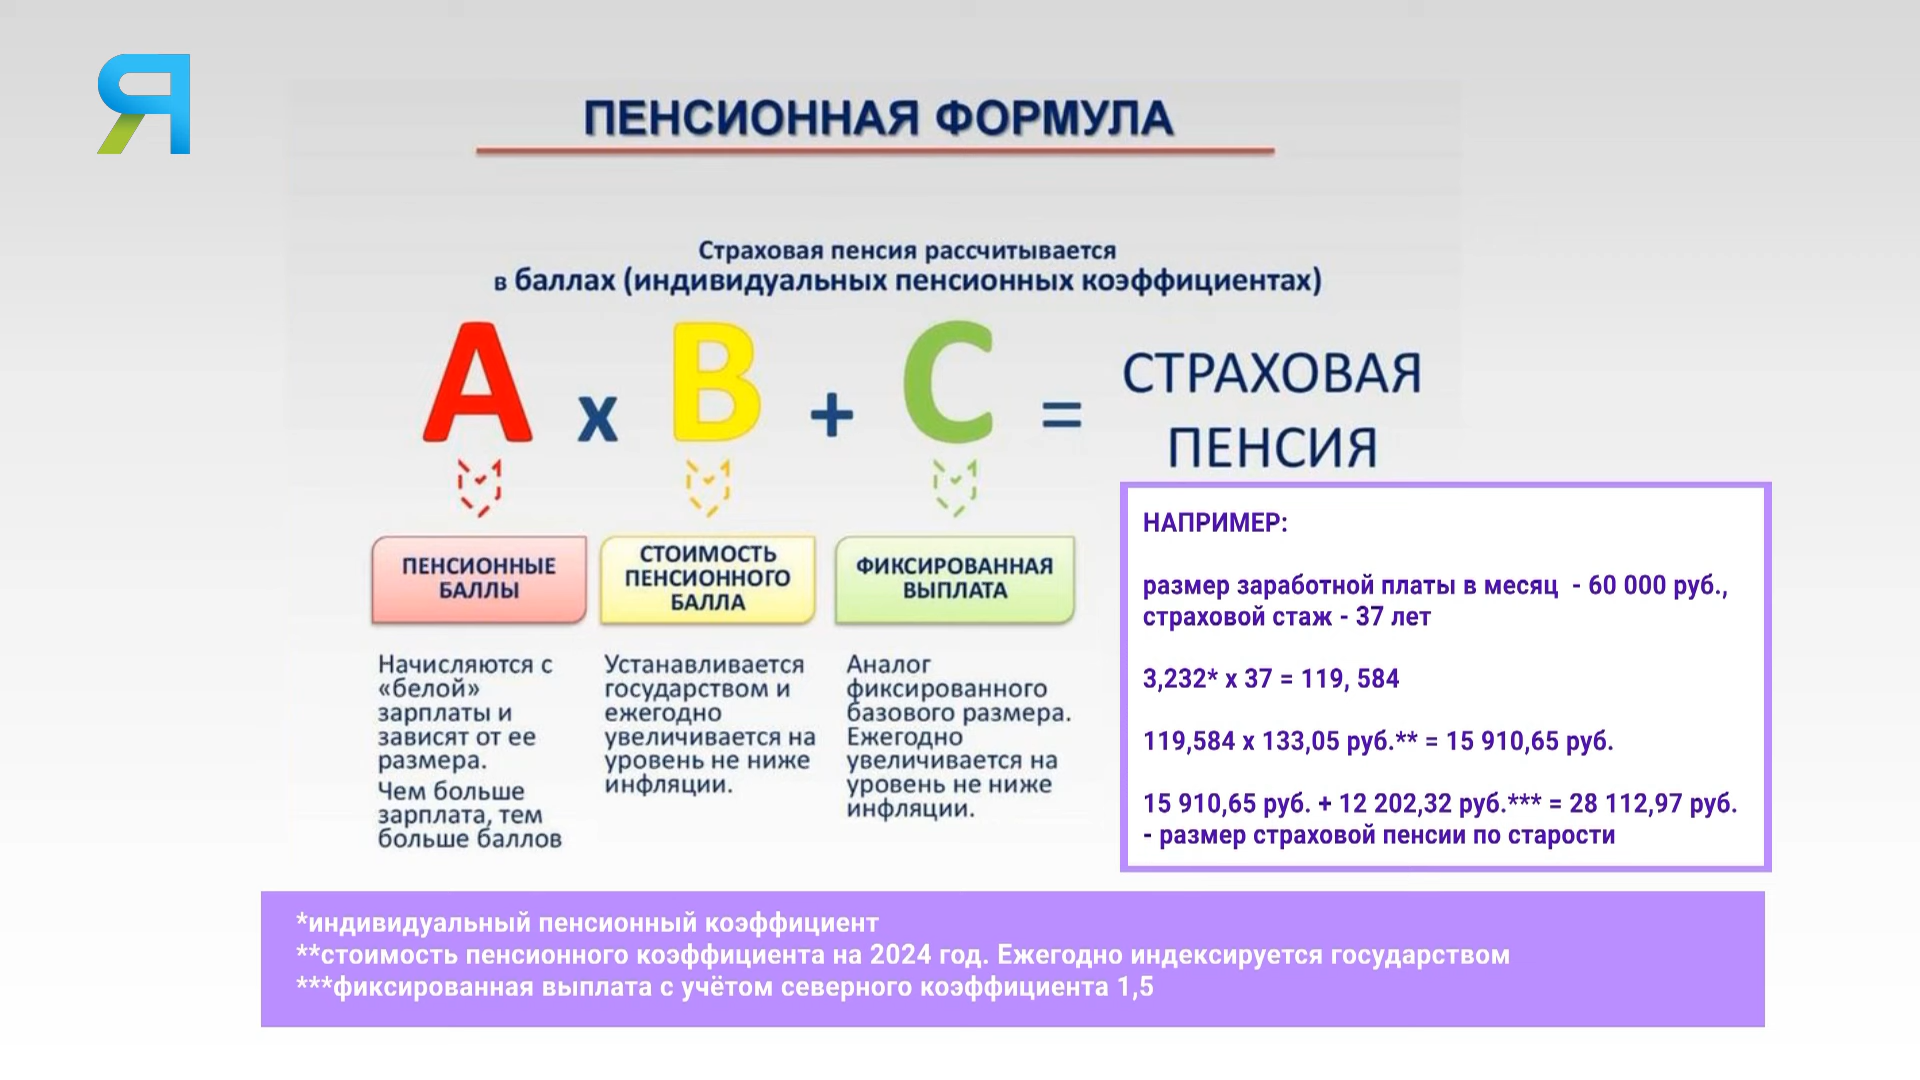 Я
ПЕНСИОННАЯ ФОРМУЛА
Страховая пенсия рассчитывается
в баллах (индивидуальных пенсионных коэффициентах)
A x B + C = СТРАХОВАЯ
ПЕНСИЯ
ПЕНСИОННЫЕ
БАЛЛЫ
Начисляются с
«белой»
зарплаты и
зависят от ее
размера.
Чем больше
зарплата, тем
больше баллов
СТОИМОСТЬ
ПЕНСИОННОГО
БАЛЛА
Устанавливается
государством и
ежегодно
увеличивается на
уровень не ниже
инфляции.
ФИКСИРОВАННАЯ
ВЫПЛАТА
Аналог
фиксированного
базового размера.
Ежегодно
увеличивается на
уровень не ниже
инфляции.
НАПРИМЕР:
размер заработной платы в месяц - 60 000 руб.,
страховой стаж - 37 лет
3,232* x 37 = 119, 584
119,584 x 133,05 руб.** = 15 910,65 руб.
15 910,65 руб. + 12 202,32 руб.*** = 28 112,97 руб.
- размер страховой пенсии по старости
*индивидуальный пенсионный коэффициент
**стоимость пенсионного коэффициента на 2024 год. Ежегодно индексируется государством
***фиксированная выплата с учётом северного коэффициента 1,5